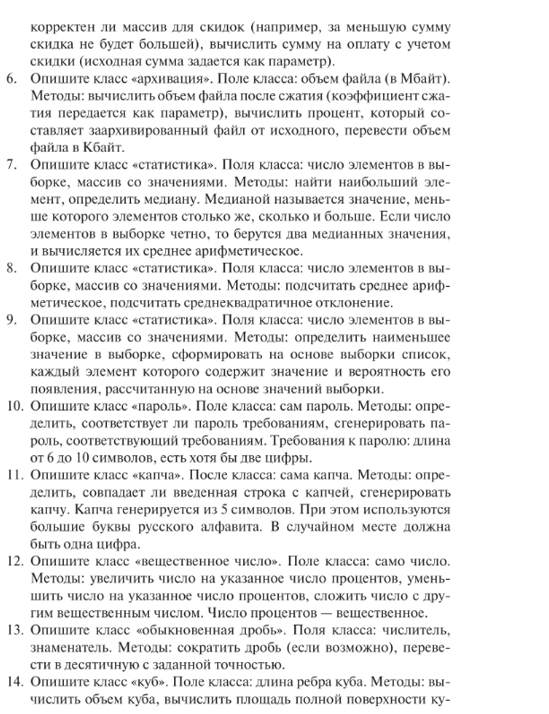 корректен ли массив для скидок (например, за меньшую сумму
скидка не будет большей), вычислить сумму на оплату с учетом
скидки (исходная сумма задается как параметр).
6. Опишите класс «архивация». Поле класса: объем файла (в Мбайт).
Методы: вычислить объем файла после сжатия (коэффициент сжа-
тия передается как параметр), вычислить процент, который со-
ставляет заархивированный файл от исходного, перевести объем
файла в Кбайт.
7. Опишите класс «статистика». Поля класса: число элементов в вы-
борке, массив со значениями. Методы: найти наибольший эле-
мент, определить медиану. Медианой называется значение, мень-
ше которого элементов столько же, сколько и больше. Если число
элементов в выборке четно, то берутся два медианных значения,
и вычисляется их среднее арифметическое.
8. Опишите класс «статистика». Поля класса: число элементов в вы-
борке, массив со значениями. Методы: подсчитать среднее ариф-
метическое, подсчитать среднеквадратичное отклонение.
9. Опишите класс «статистика». Поля класса: число элементов в вы-
борке, массив со значениями. Методы: определить наименьшее
значение в выборке, сформировать на основе выборки список,
каждый элемент которого содержит значение и вероятность его
появления, рассчитанную на основе значений выборки.
10. Опишите класс «пароль». Поле класса: сам пароль. Методы: опре-
делить, соответствует ли пароль требованиям, сгенерировать па-
роль, соответствующий требованиям. Требования к паролю: длина
от 6 до 10 символов, есть хотя бы две цифры.
11. Опишите класс «капча». После класса: сама капча. Методы: опре-
делить, совпадает ли введенная строка с капчей, сгенерировать
капчу. Капча генерируется из 5 символов. При этом используются
большие буквы русского алфавита. В случайном месте должна
быть одна цифра.
12. Опишите класс «вещественное число». Поле класса: само число.
Методы: увеличить число на указанное число процентов, умень-
шить число на указанное число процентов, сложить число с дру-
гим вещественным числом. Число процентов — вещественное.
13. Опишите класс «обыкновенная дробь». Поля класса: числитель,
знаменатель. Методы: сократить дробь (если возможно), переве-
сти в десятичную с заданной точностью.
14. Опишите класс «куб». Поле класса: длина ребра куба. Методы: вы-
числить объем куба, вычислить площадь полной поверхности ку-